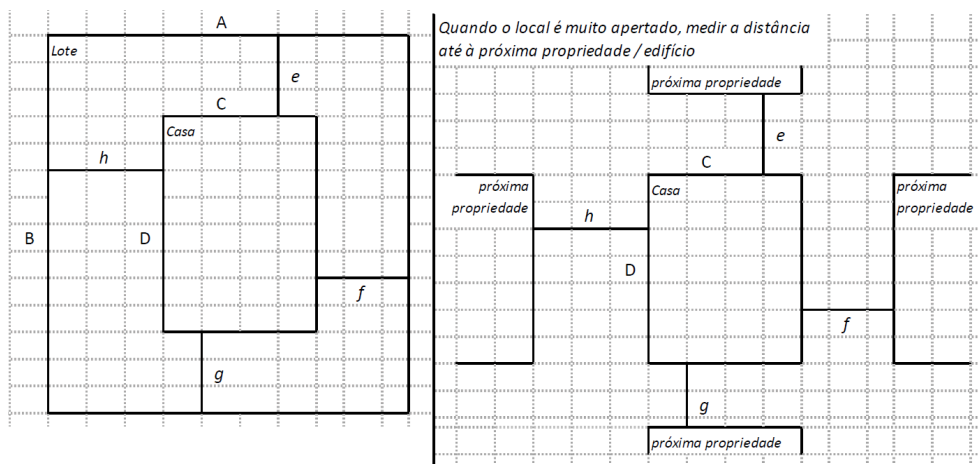 A
Lote
e
C
Casa
h
B
D
f
g
Quando o local é muito apertado, medir a distância
até à próxima propriedade / edifício
próxima propriedade
e
C
próxima
propriedade
Casa
próxima
propriedade
h
D
f
g
próxima propriedade